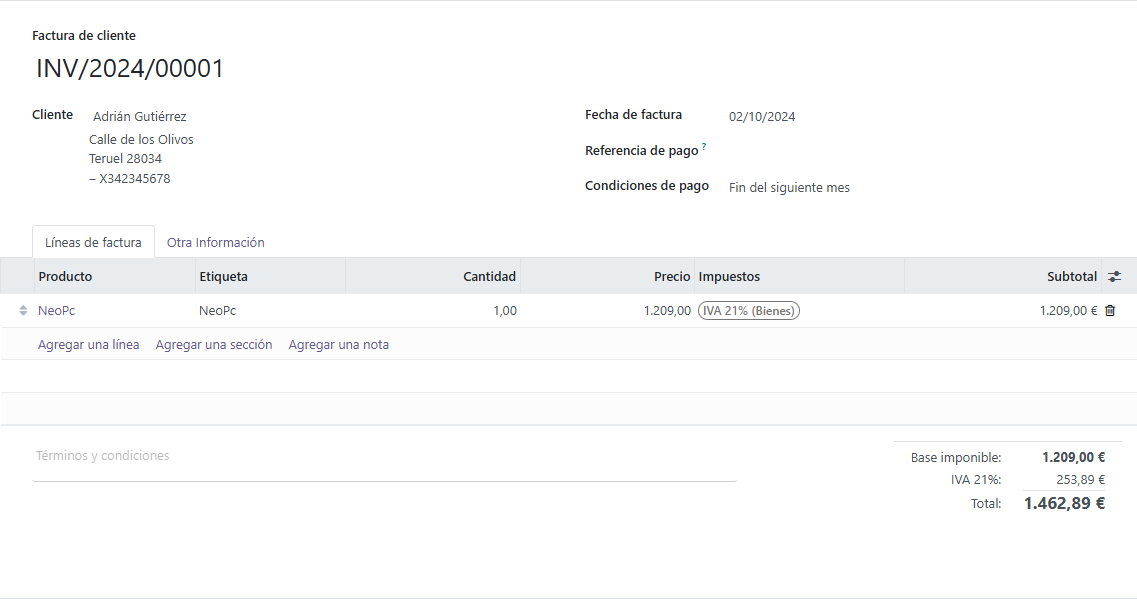 Factura de cliente
INV/2024/00001
Cliente Adrián Gutiérrez
Calle de los Olivos
Teruel 28034
– X342345678
Fecha de factura 02/10/2024
Referencia de pago ?
Condiciones de pago Fin del siguiente mes
Líneas de factura Otra Información
Producto Etiqueta Cantidad Precio Impuestos Subtotal
NeoPc NeoPc 1,00 1.209,00 IVA 21% (Bienes) 1.209,00 €
Agregar una línea Agregar una sección Agregar una nota
Términos y condiciones
Base imponible: 1.209,00 €
IVA 21%: 253,89 €
Total: 1.462,89 €